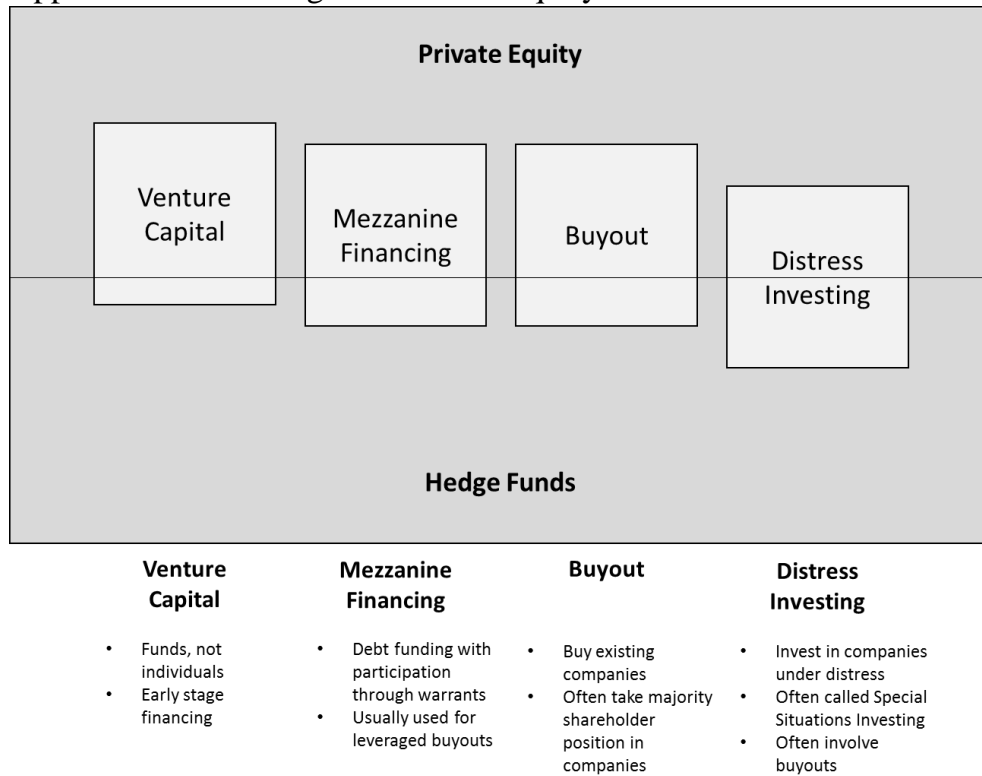 Private Equity
Venture
Capital
Mezzanine
Financing
Buyout
Distress
Investing
Hedge Funds
Venture
Capital
• Funds, not
individuals
• Early stage
financing
Mezzanine
Financing
• Debt funding with
participation
through warrants
• Usually used for
leveraged buyouts
Buyout
• Buy existing
companies
• Often take majority
shareholder
position in
companies
Distress
Investing
• Invest in companies
under distress
• Often called Special
Situations Investing
• Often involve
buyouts